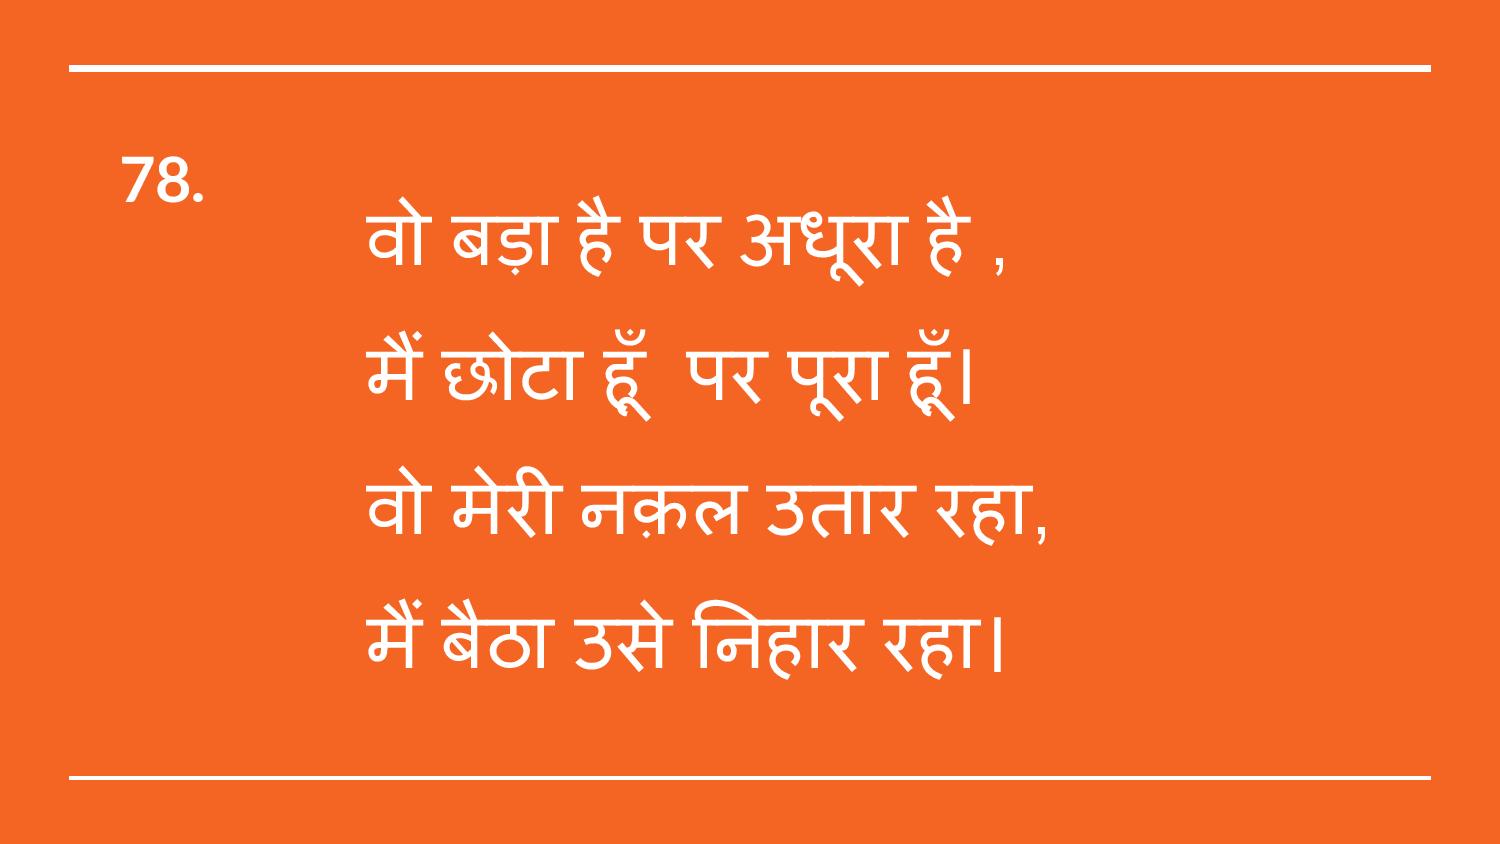 78.
वो बड़ा है पर अधूरा है ,
मैं छोटा हूँ  पर पूरा हूँ।
वो मेरी नक़ल उतार रहा,
मैं बैठा उसे निहार रहा।